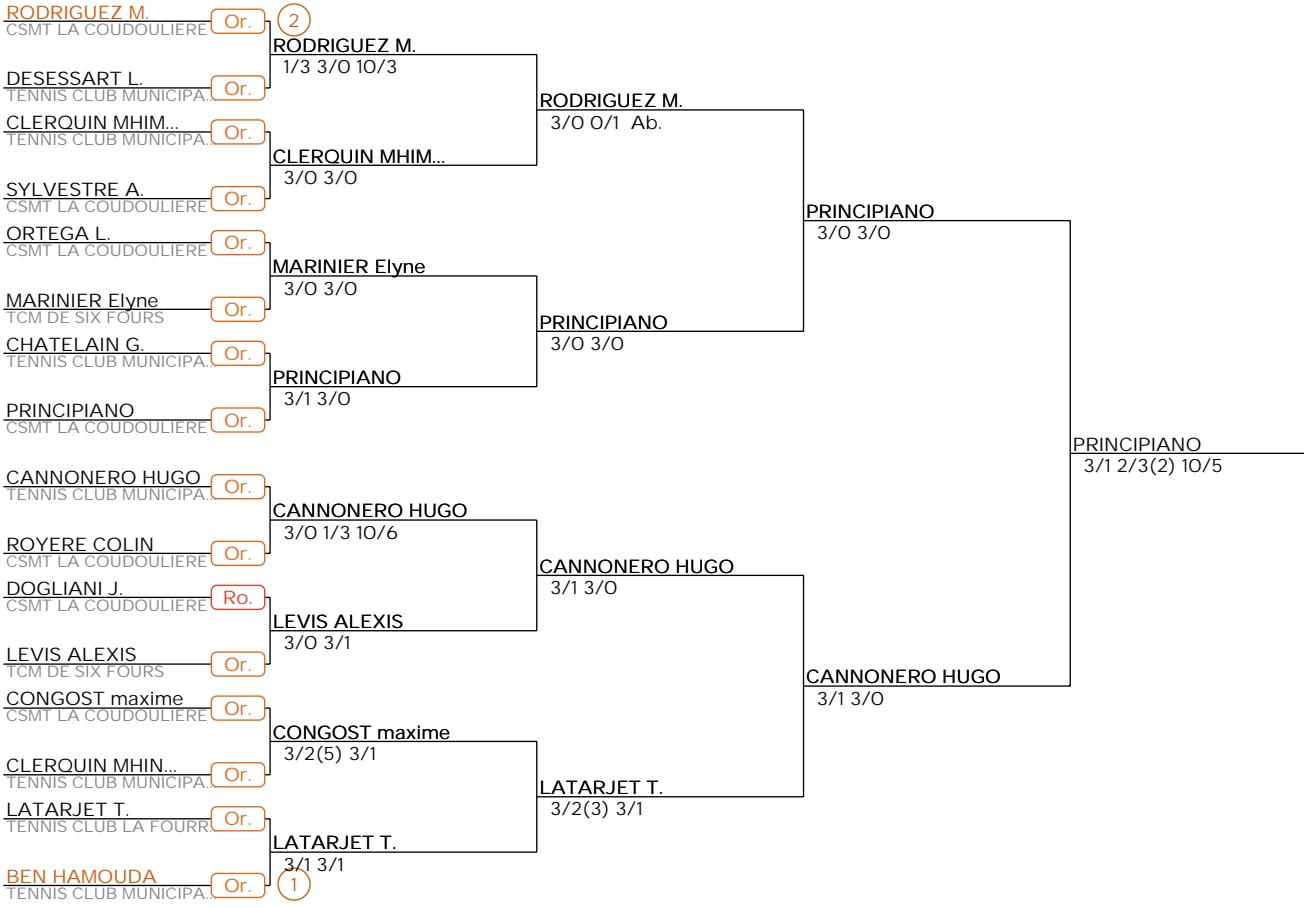 RODRIGUEZ M.
CSMT LA COUDOULIERE
Or.
2
DESESSART L.
TENNIS CLUB MUNICIPA...
Or.
RODRIGUEZ M.
1/3 3/0 10/3
CLERQUIN MHIM...
TENNIS CLUB MUNICIPA...
Or.
SYLVESTRE A.
CSMT LA COUDOULIERE
Or.
CLERQUIN MHIM...
3/0 3/0
RODRIGUEZ M.
3/0 0/1 Ab.
ORTEGA L.
CSMT LA COUDOULIERE
Or.
MARINIER Elyne
TCM DE SIX FOURS
Or.
MARINIER Elyne
3/0 3/0
CHATELAIN G.
TENNIS CLUB MUNICIPA...
Or.
PRINCIPIANO
CSMT LA COUDOULIERE
Or.
PRINCIPIANO
3/1 3/0
PRINCIPIANO
3/0 3/0
PRINCIPIANO
3/0 3/0
CANNONERO HUGO
TENNIS CLUB MUNICIPA...
Or.
ROYERE COLIN
CSMT LA COUDOULIERE
Or.
CANNONERO HUGO
3/0 1/3 10/6
DOGLIANI J.
CSMT LA COUDOULIERE
Ro.
LEVIS ALEXIS
TCM DE SIX FOURS
Or.
LEVIS ALEXIS
3/0 3/1
CANNONERO HUGO
3/1 3/0
CONGOST maxime
CSMT LA COUDOULIERE
Or.
CLERQUIN MHIN...
TENNIS CLUB MUNICIPA...
Or.
CONGOST maxime
3/2(5) 3/1
LATARJET T.
TENNIS CLUB LA FOURR...
Or.
BEN HAMOUDA
TENNIS CLUB MUNICIPA...
Or.
1
LATARJET T.
3/1 3/1
LATARJET T.
3/2(3) 3/1
CANNONERO HUGO
3/1 3/0
PRINCIPIANO
3/1 2/3(2) 10/5